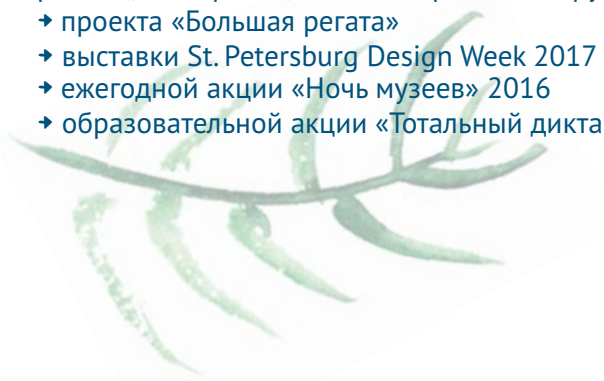 ➔ проекта «Большая регата»
➔ выставки St. Petersburg Design Week 2017
➔ ежегодной акции «Ночь музеев» 2016
➔ образовательной акции «Тотальный дикта